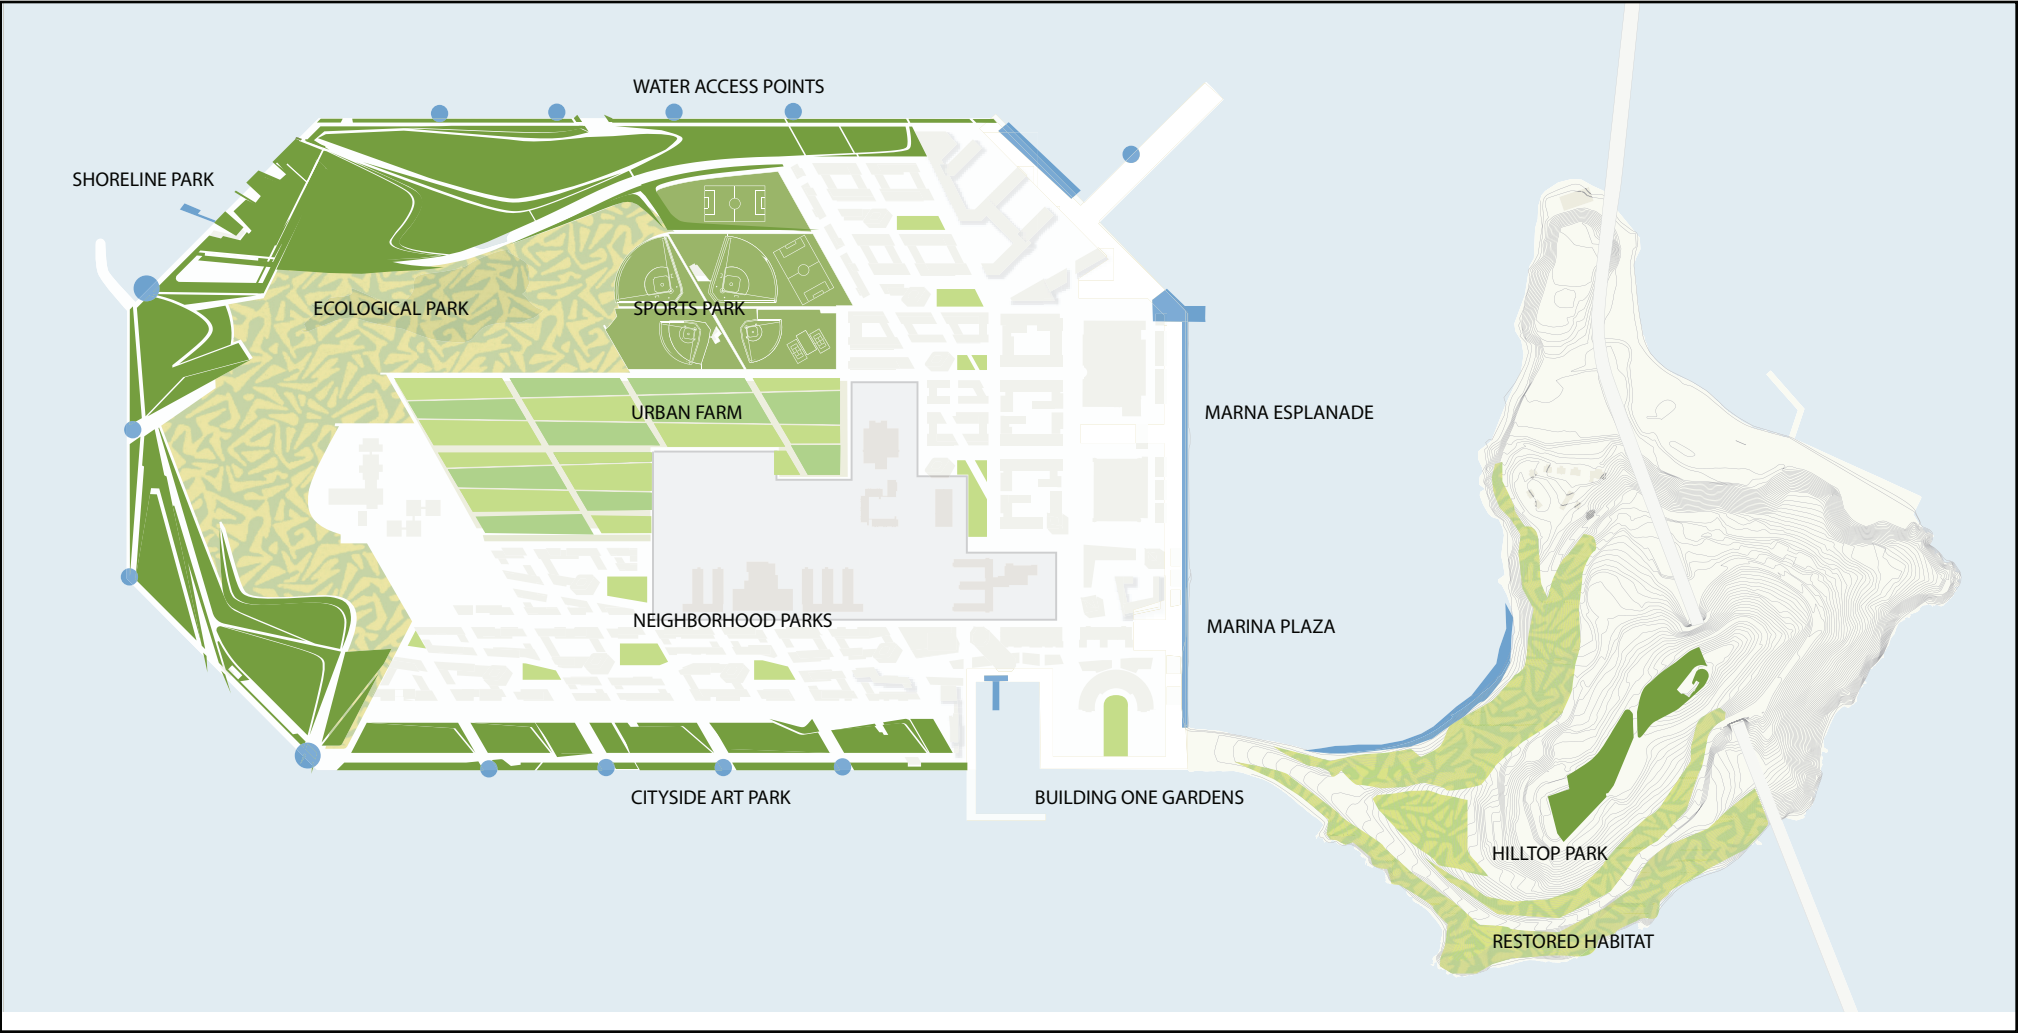 WATER ACCESS POINTS
SHORELINE PARK
ECOLOGICAL PARK
SPORTS PARK
URBAN FARM
MARNA ESPLANADE
NEIGHBORHOOD PARKS
MARINA PLAZA
CITYSIDE ART PARK
BUILDING ONE GARDENS
HILLTOP PARK
RESTORED HABITAT